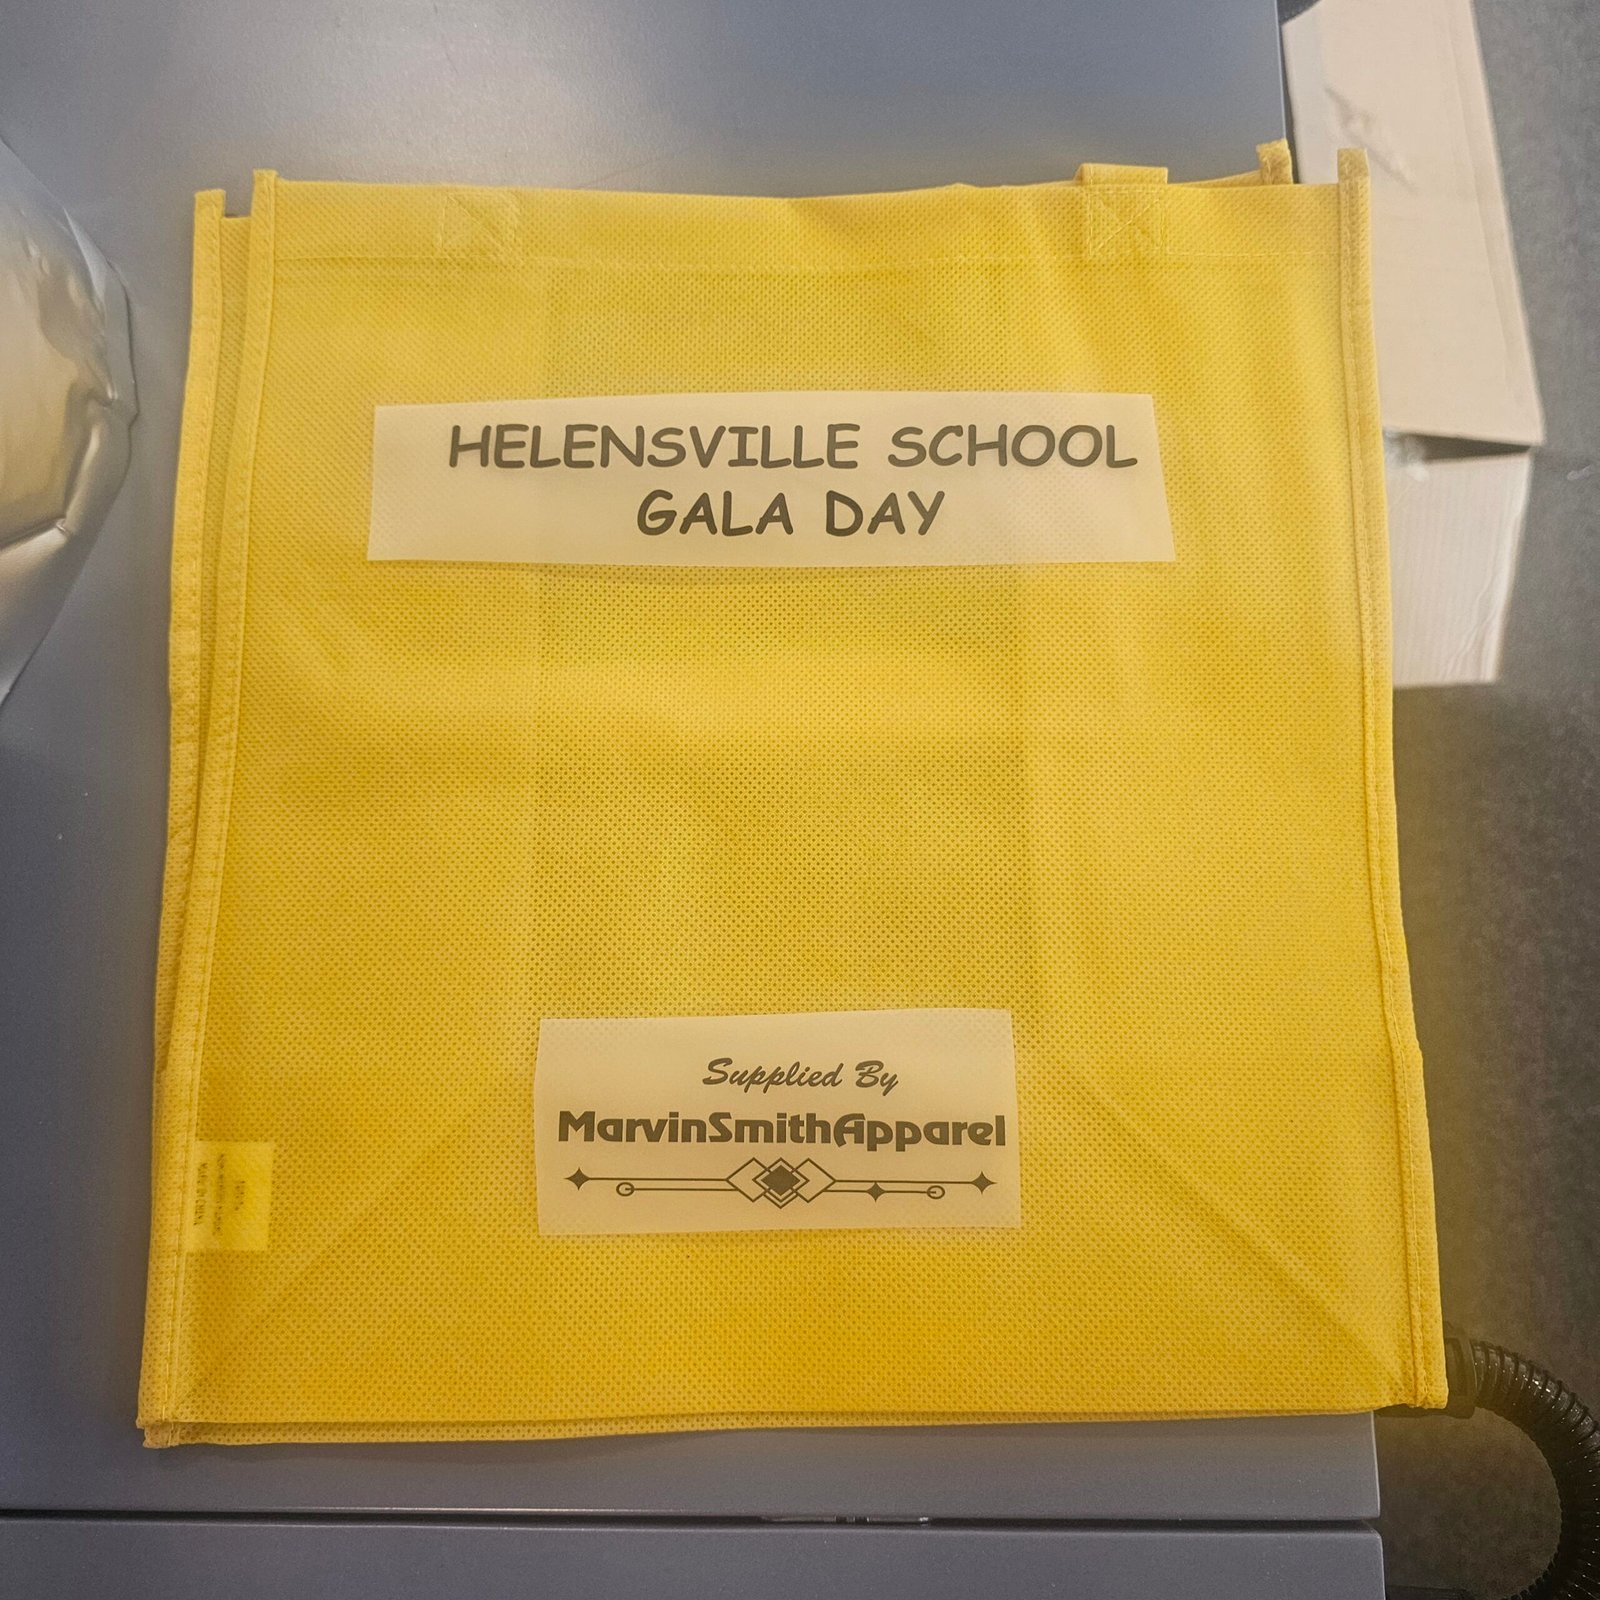 HELENSVILLE SCHOOL
GALA DAY
Supplied By
MarvinSmithApparel